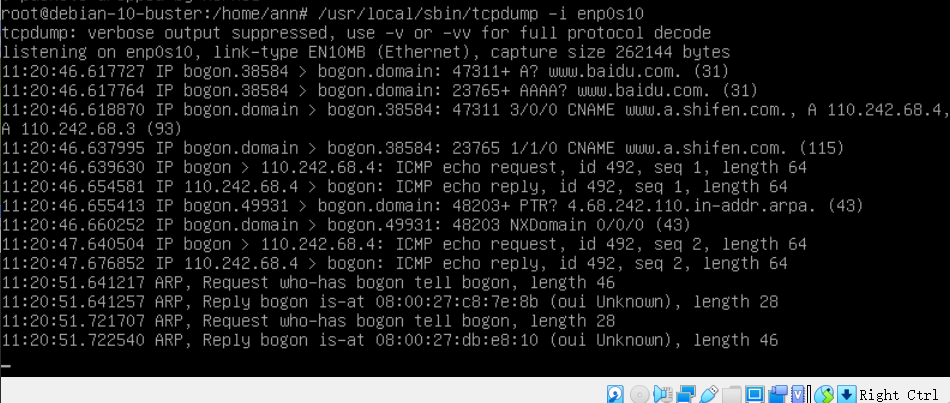 root@debian-10-buster:/home/ann# /usr/local/sbin/tcpdump -i enp0s10
tcpdump: verbose output suppressed, use -v or -vv for full protocol decode
listening on enp0s10, link-type EN10MB (Ethernet), capture size 262144 bytes
11:20:46.617727 IP bogon.38584 > bogon.domain: 47311+ A? www.baidu.com. (31)
11:20:46.617764 IP bogon.38584 > bogon.domain: 23765+ AAAA? www.baidu.com. (31)
11:20:46.618870 IP bogon.domain > bogon.38584: 47311 3/0/0 CNAME www.a.shifen.com., A 110.242.68.4,
A 110.242.68.3 (93)
11:20:46.637995 IP bogon.domain > bogon.38584: 23765 1/1/0 CNAME www.a.shifen.com. (115)
11:20:46.639630 IP bogon > 110.242.68.4: ICMP echo request, id 492, seq 1, length 64
11:20:46.654581 IP 110.242.68.4 > bogon: ICMP echo reply, id 492, seq 1, length 64
11:20:46.655413 IP bogon.49931 > bogon.domain: 48203+ PTR? 4.68.242.110.in-addr.arpa. (43)
11:20:46.660252 IP bogon.domain > bogon.49931: 48203 NXDomain 0/0/0 (43)
11:20:47.640504 IP bogon > 110.242.68.4: ICMP echo request, id 492, seq 2, length 64
11:20:47.676852 IP 110.242.68.4 > bogon: ICMP echo reply, id 492, seq 2, length 64
11:20:51.641217 ARP, Request who-has bogon tell bogon, length 46
11:20:51.641257 ARP, Reply bogon is-at 08:00:27:c8:7e:8b (oui Unknown), length 28
11:20:51.721707 ARP, Request who-has bogon tell bogon, length 28
11:20:51.722540 ARP, Reply bogon is-at 08:00:27:db:e8:10 (oui Unknown), length 46
Right Ctrl